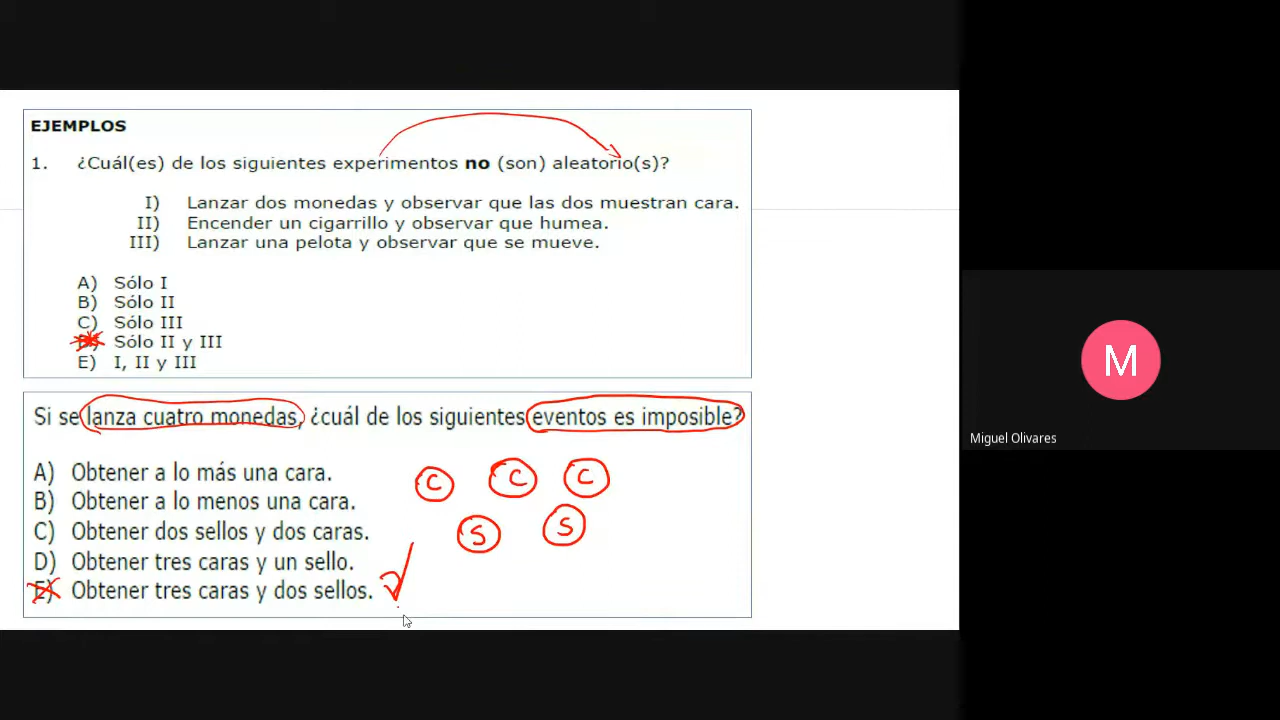 EJEMPLOS
1. ¿Cuál(es) de los siguientes experimentos no (son) aleatorio(s)?
I) Lanzar dos monedas y observar que las dos muestran cara.
II) Encender un cigarrillo y observar que humea.
III) Lanzar una pelota y observar que se mueve.
A) Sólo I
B) Sólo II
C) Sólo III
D) Sólo II y III
E) I, II y III
Si se lanza cuatro monedas, ¿cuál de los siguientes eventos es imposible?
A) Obtener a lo más una cara.
B) Obtener a lo menos una cara.
C) Obtener dos sellos y dos caras.
D) Obtener tres caras y un sello.
E) Obtener tres caras y dos sellos.
C C C
S S
M
Miguel Olivares